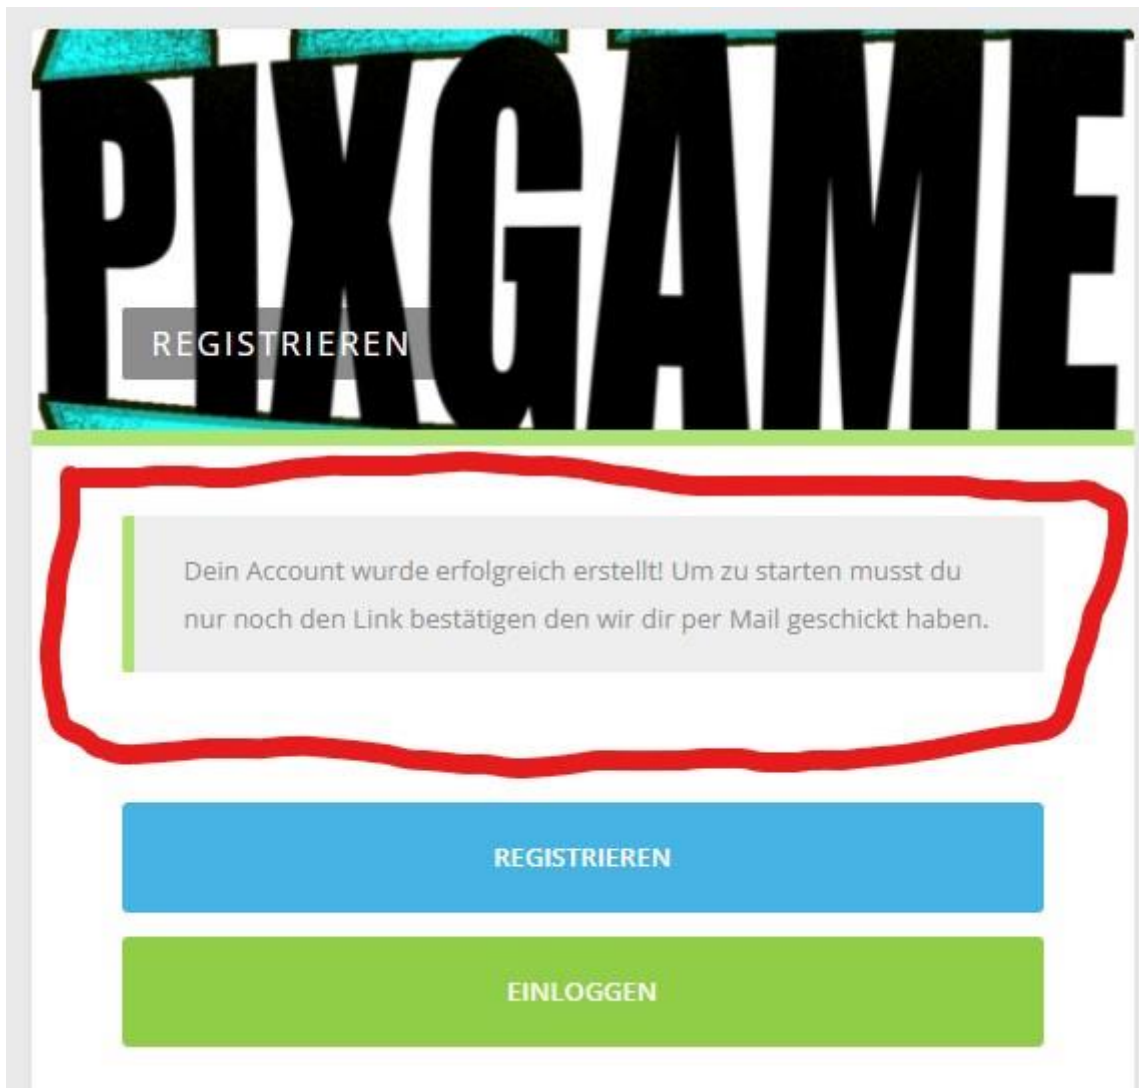 PIXGAME
REGISTRIEREN
Dein Account wurde erfolgreich erstellt! Um zu starten musst du
nur noch den Link bestätigen den wir dir per Mail geschickt haben.
REGISTRIEREN
EINLOGGEN